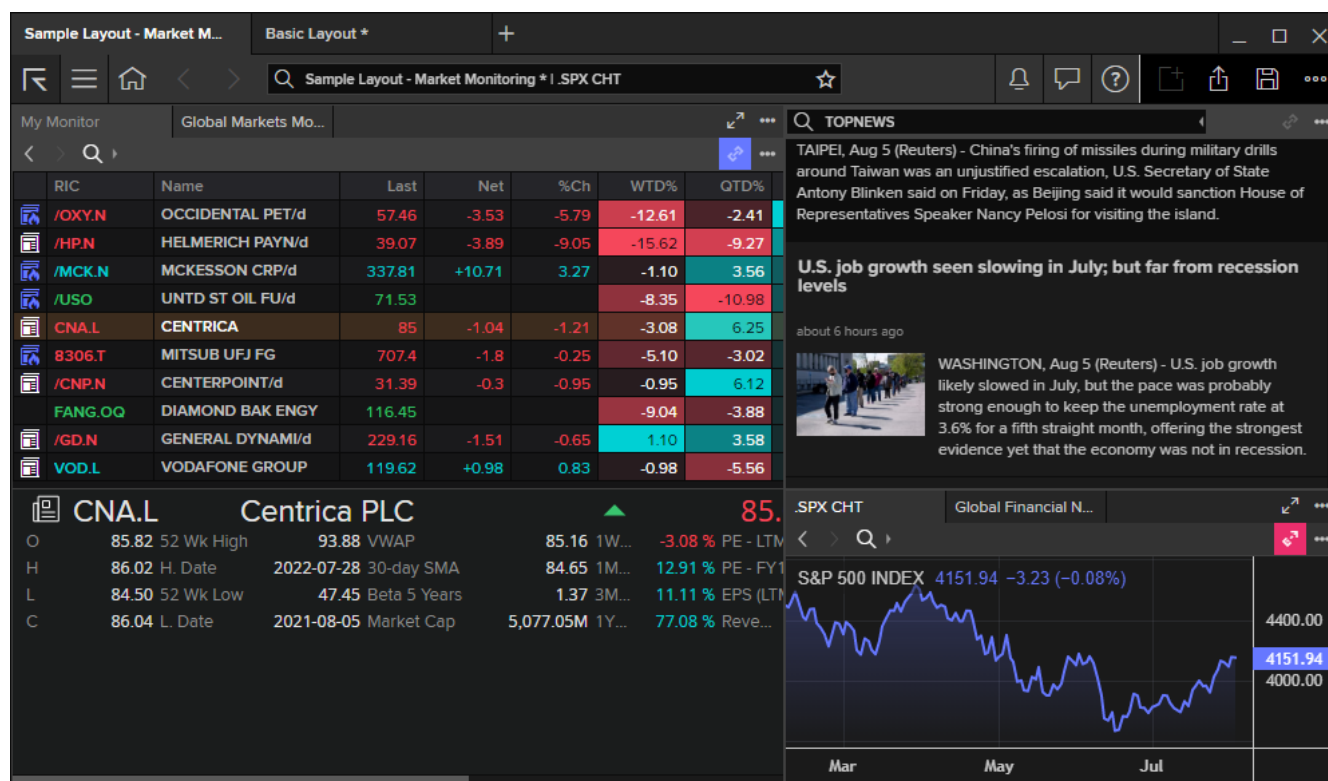 Sample Layout - Market M...
Basic Layout *
Sample Layout - Market Monitoring * | .SPX CHT
My Monitor
Global Markets Mo...
RIC Name Last Net %Ch WTD% QTD%
/OXY.N OCCIDENTAL PET/d 57.46 -3.53 -5.79 -12.61 -2.41
/HP.N HELMERICH PAYN/d 39.07 -3.89 -9.05 -15.62 -9.27
/MCK.N MCKESSON CRP/d 337.81 +10.71 3.27 -1.10 3.56
/USO UNTD ST OIL FU/d 71.53 -8.35 -10.98
CNA.L CENTRICA 85 -1.04 -1.21 -3.08 6.25
8306.T MITSUB UFJ FG 707.4 -1.8 -0.25 -5.10 -3.02
/CNP.N CENTERPOINT/d 31.39 -0.3 -0.95 -0.95 6.12
FANG.OQ DIAMOND BAK ENGY 116.45 -9.04 -3.88
/GD.N GENERAL DYNAMI/d 229.16 -1.51 -0.65 1.10 3.58
VOD.L VODAFONE GROUP 119.62 +0.98 0.83 -0.98 -5.56
CNA.L Centrica PLC 85.
O 85.82 52 Wk High 93.88 VWAP 85.16 1W... -3.08 % PE - LTM
H 86.02 H. Date 2022-07-28 30-day SMA 84.65 1M... 12.91 % PE - FY1
L 84.50 52 Wk Low 47.45 Beta 5 Years 1.37 3M... 11.11 % EPS (LTM
C 86.04 L. Date 2021-08-05 Market Cap 5,077.05M 1Y... 77.08 % Reve...
TOPNEWS
TAIPEI, Aug 5 (Reuters) - China's firing of missiles during military drills
around Taiwan was an unjustified escalation, U.S. Secretary of State
Antony Blinken said on Friday, as Beijing said it would sanction House of
Representatives Speaker Nancy Pelosi for visiting the island.
U.S. job growth seen slowing in July; but far from recession
levels
about 6 hours ago
WASHINGTON, Aug 5 (Reuters) - U.S. job growth
likely slowed in July, but the pace was probably
strong enough to keep the unemployment rate at
3.6% for a fifth straight month, offering the strongest
evidence yet that the economy was not in recession.
.SPX CHT
Global Financial N...
S&P 500 INDEX 4151.94 −3.23 (−0.08%)
4400.00
4151.94
4000.00
Mar May Jul